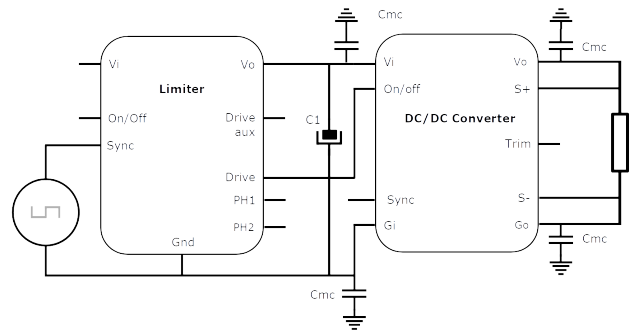 Cmc
Cmc
Vi
Limiter
Vo
Vi
On/off
Vo
S+
On/Off
Sync
Drive
aux
C1
DC/DC Converter
Trim
Drive
PH1
PH2
Gnd
Sync
Gi
S-
Go
Cmc
Cmc